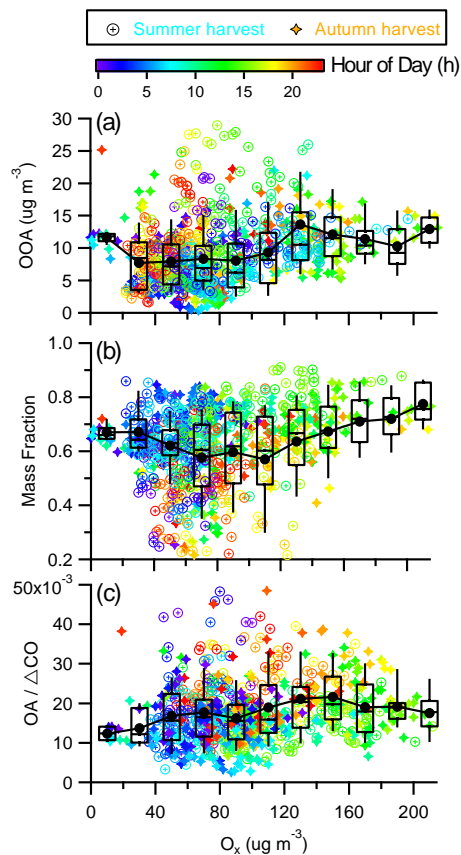 Summer harvest Autumn harvest
Hour of Day (h)
0 5 10 15 20
(a)
30
25
20
15
10
5
0
OOA (ug m⁻³)
(b)
1.0
0.8
0.6
0.4
0.2
Mass Fraction
(c)
50x10⁻³
40
30
20
10
0
OA / △CO
0 40 80 120 160 200
Oₓ (ug m⁻³)